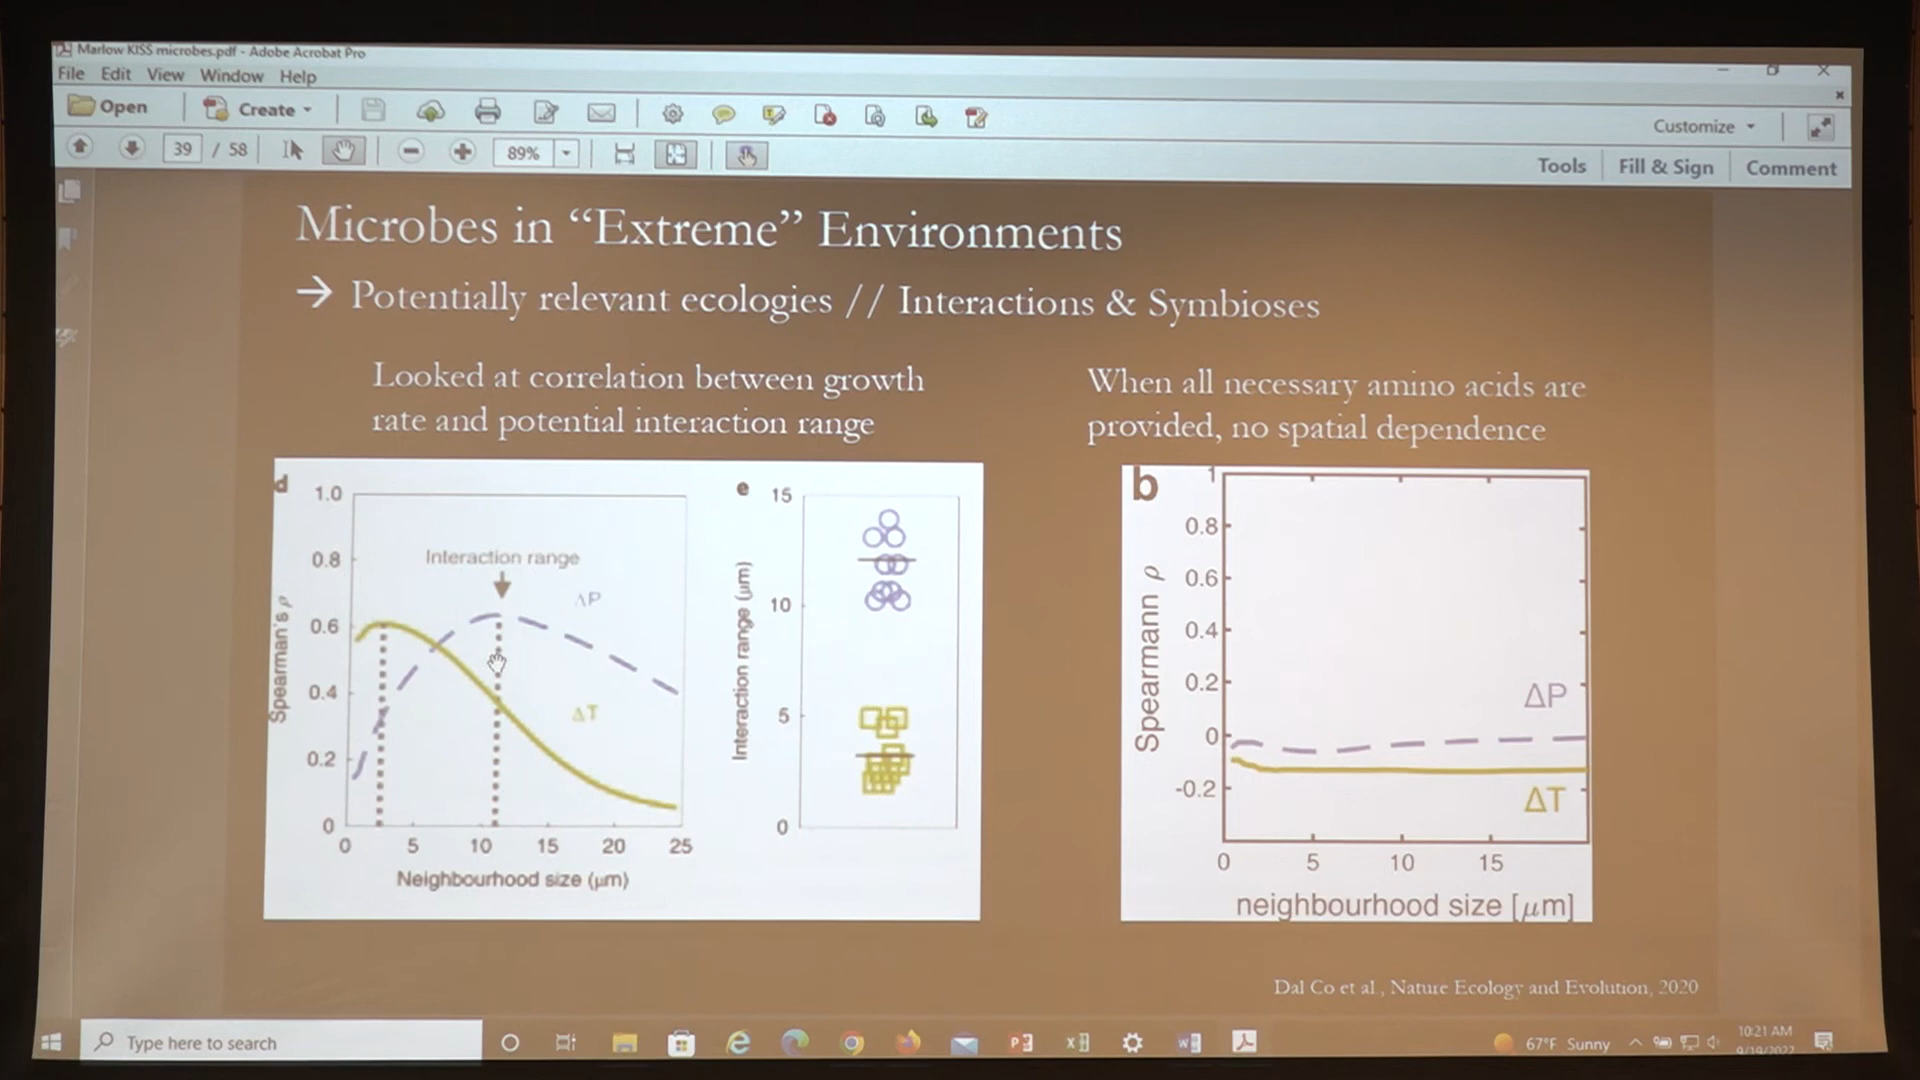 Marlow KISS microbes.pdf - Adobe Acrobat Pro
File Edit View Window Help
Open Create Customize
39 / 58 89% Tools Fill & Sign Comment
Microbes in “Extreme” Environments
→ Potentially relevant ecologies // Interactions & Symbioses
Looked at correlation between growth
rate and potential interaction range
When all necessary amino acids are
provided, no spatial dependence
d
1.0
0.8
0.6
0.4
0.2
0
Spearman's ρ
Interaction range
ΔP
ΔT
0 5 10 15 20 25
Neighbourhood size (μm)
e
15
10
5
0
Interaction range (μm)
b
1
0.8
0.6
0.4
0.2
0
-0.2
Spearmann ρ
ΔP
ΔT
0 5 10 15
neighbourhood size [μm]
Dal Co et al., Nature Ecology and Evolution, 2020
Type here to search
67°F Sunny
10:21 AM
9/19/2022